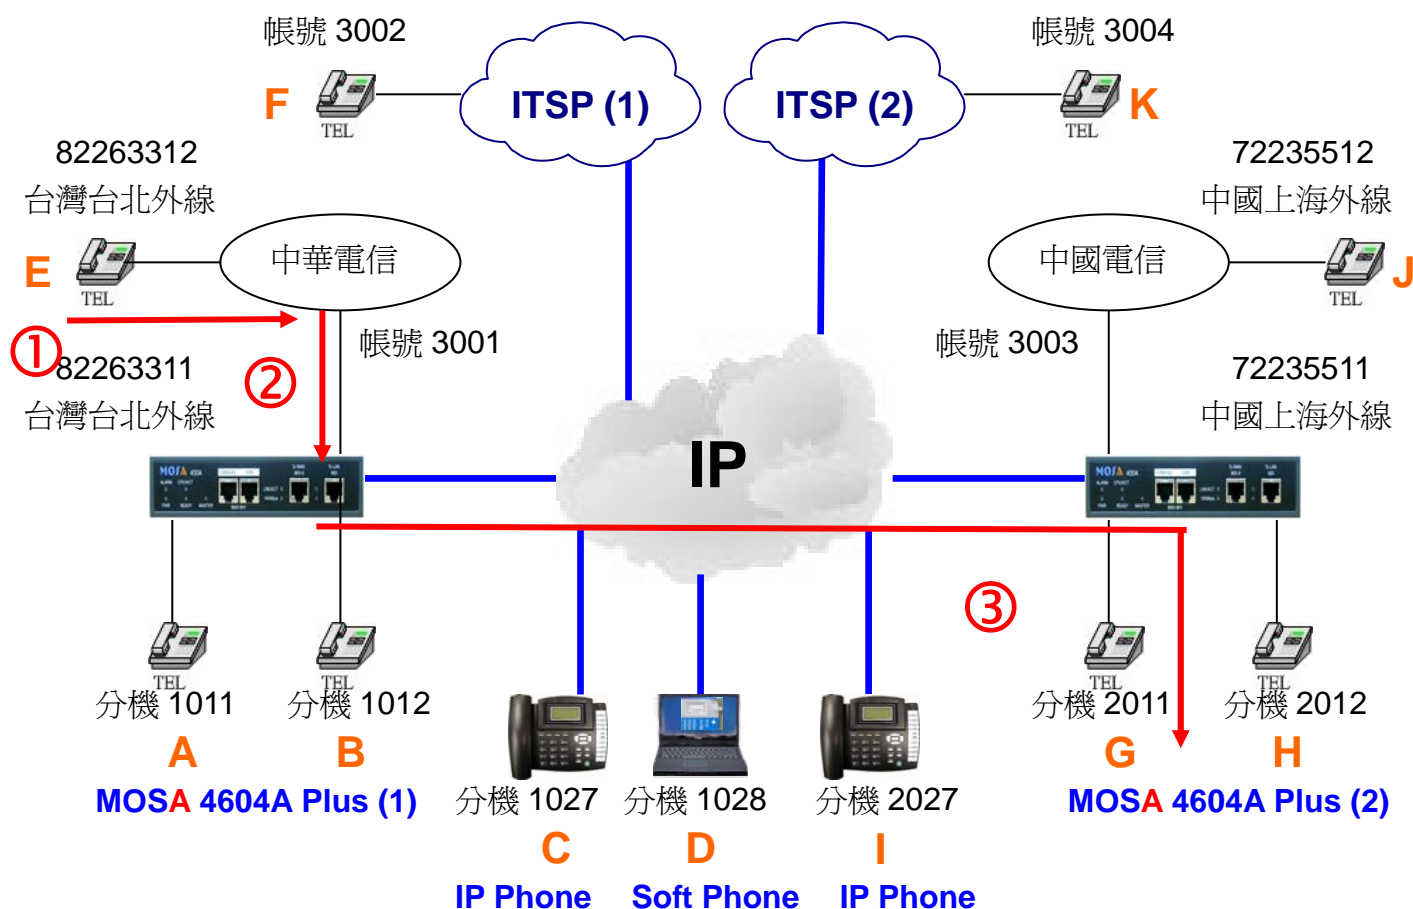 帳號 3002
帳號 3004
F
TEL
ITSP (1)
ITSP (2)
TEL
K
82263312
台灣台北外線
72235512
中國上海外線
E
TEL
中華電信
中國電信
TEL
J
①
帳號 3001
帳號 3003
82263311
台灣台北外線
②
72235511
中國上海外線
IP
MOSA
MOSA
③
TEL
TEL
TEL
TEL
分機 1011
分機 1012
分機 2011
分機 2012
A
B
G
H
MOSA 4604A Plus (1)
分機 1027
分機 1028
分機 2027
MOSA 4604A Plus (2)
C
D
I
IP Phone
Soft Phone
IP Phone